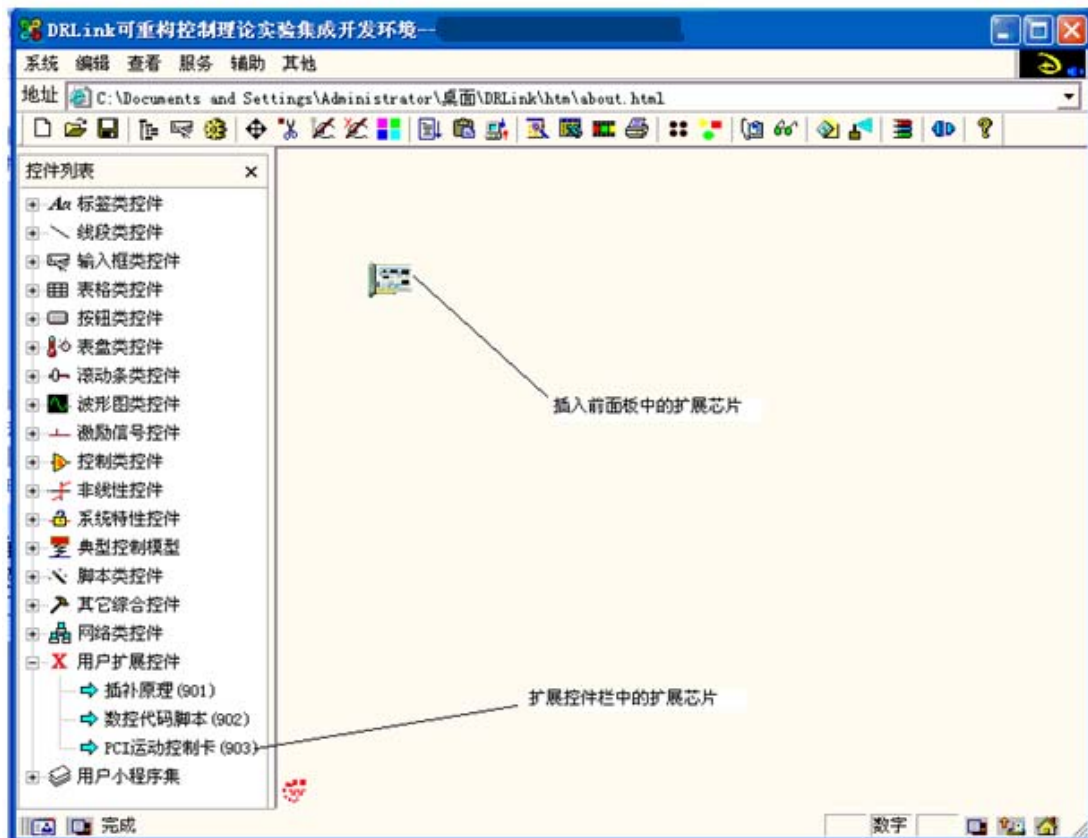 DRLink可重构控制理论实验集成开发环境--
系统 编辑 查看 服务 辅助 其他
地址 C:\Documents and Settings\Administrator\桌面\DRLink\htm\about.html
控件列表
标签类控件
线段类控件
输入框类控件
表格类控件
按钮类控件
表盘类控件
滚动条类控件
波形图类控件
激励信号控件
控制类控件
非线性控件
系统特性控件
典型控制模型
脚本类控件
其它综合控件
网络类控件
用户扩展控件
插补原理(901)
数控代码脚本(902)
PCI运动控制卡(903)
用户小程序集
插入前面板中的扩展芯片
扩展控件栏中的扩展芯片
完成
数字